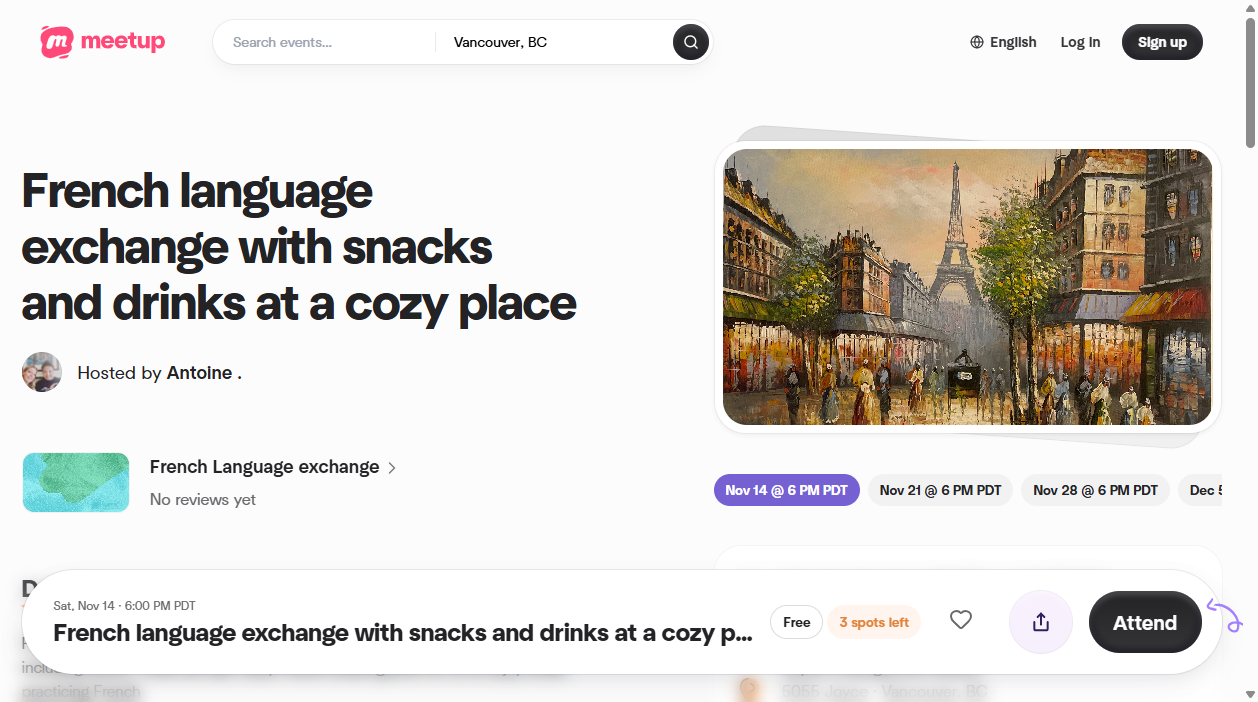 meetup
Search events...
Vancouver, BC
English
Log in
Sign up
French language
exchange with snacks
and drinks at a cozy place
Hosted by Antoine .
French Language exchange
No reviews yet
Nov 14 @ 6 PM PDT
Nov 21 @ 6 PM PDT
Nov 28 @ 6 PM PDT
Dec 5
Sat, Nov 14 · 6:00 PM PDT
French language exchange with snacks and drinks at a cozy p...
Free
3 spots left
Attend
practicing French
5055 Joyce · Vancouver, BC